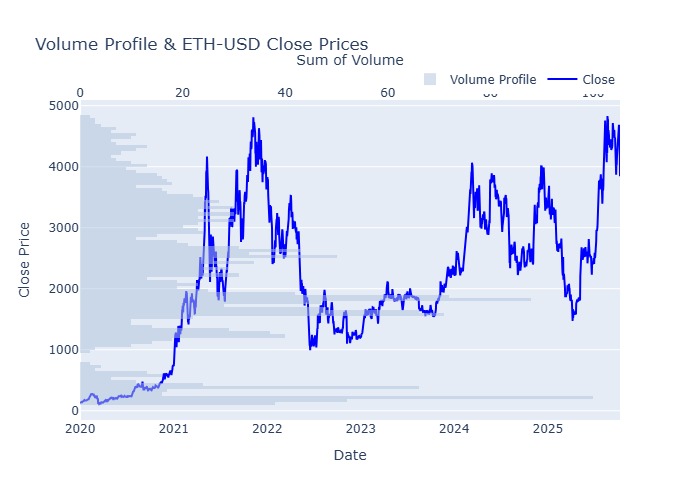 Volume Profile & ETH-USD Close Prices
Sum of Volume
Volume Profile
Close
0 20 40 60 80 100
5000
4000
3000
2000
1000
0
Close Price
2020 2021 2022 2023 2024 2025
Date